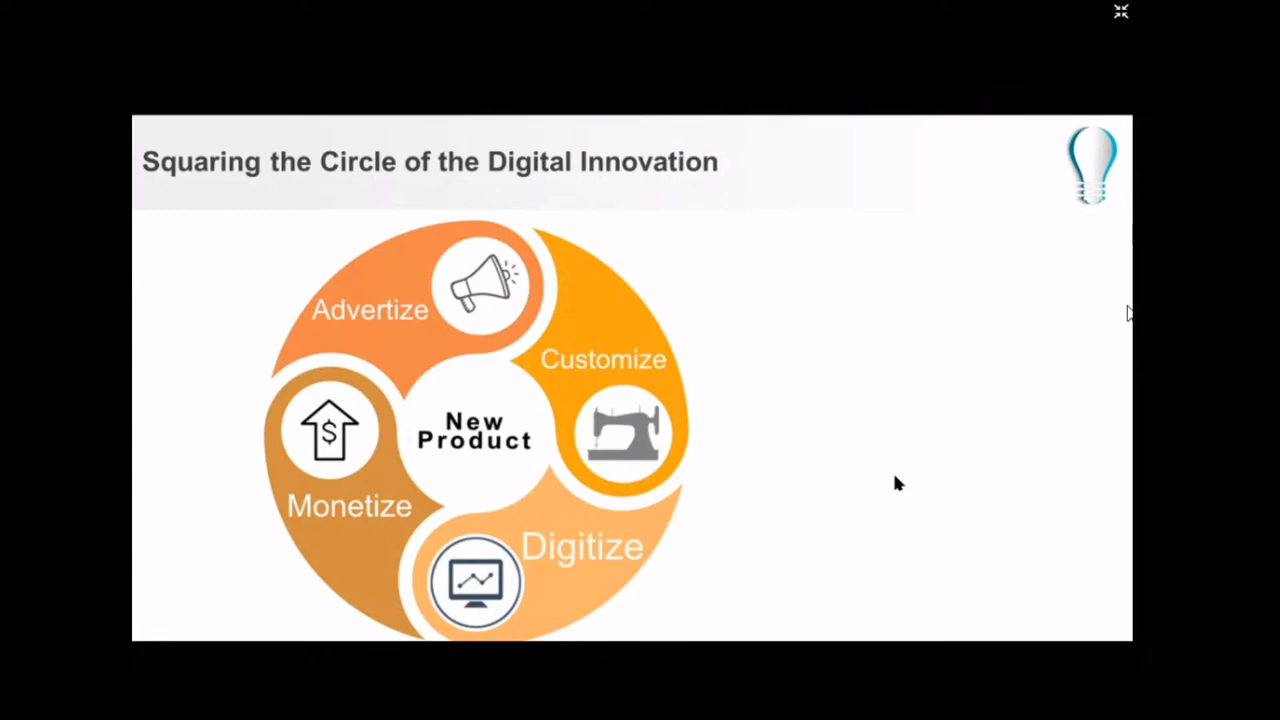 Squaring the Circle of the Digital Innovation
Advertize
Customize
New
Product
$
Monetize
Digitize